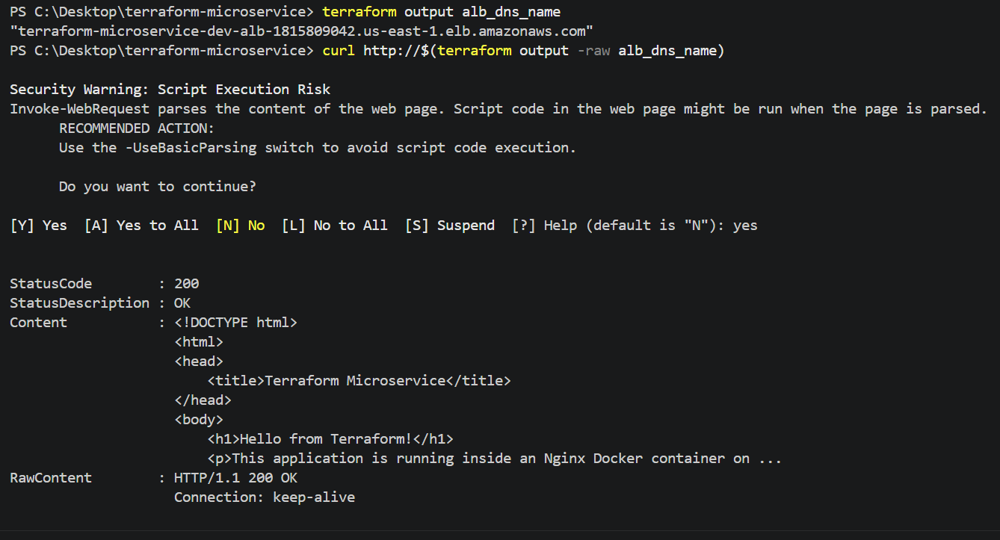 PS C:\Desktop\terraform-microservice> terraform output alb_dns_name
"terraform-microservice-dev-alb-1815809042.us-east-1.elb.amazonaws.com"
PS C:\Desktop\terraform-microservice> curl http://$(terraform output -raw alb_dns_name)
Security Warning: Script Execution Risk
Invoke-WebRequest parses the content of the web page. Script code in the web page might be run when the page is parsed.
RECOMMENDED ACTION:
Use the -UseBasicParsing switch to avoid script code execution.
Do you want to continue?
[Y] Yes  [A] Yes to All  [N] No  [L] No to All  [S] Suspend  [?] Help (default is "N"): yes
StatusCode        : 200
StatusDescription : OK
Content           : <!DOCTYPE html>
<html>
<head>
<title>Terraform Microservice</title>
</head>
<body>
<h1>Hello from Terraform!</h1>
<p>This application is running inside an Nginx Docker container on ...
RawContent        : HTTP/1.1 200 OK
Connection: keep-alive